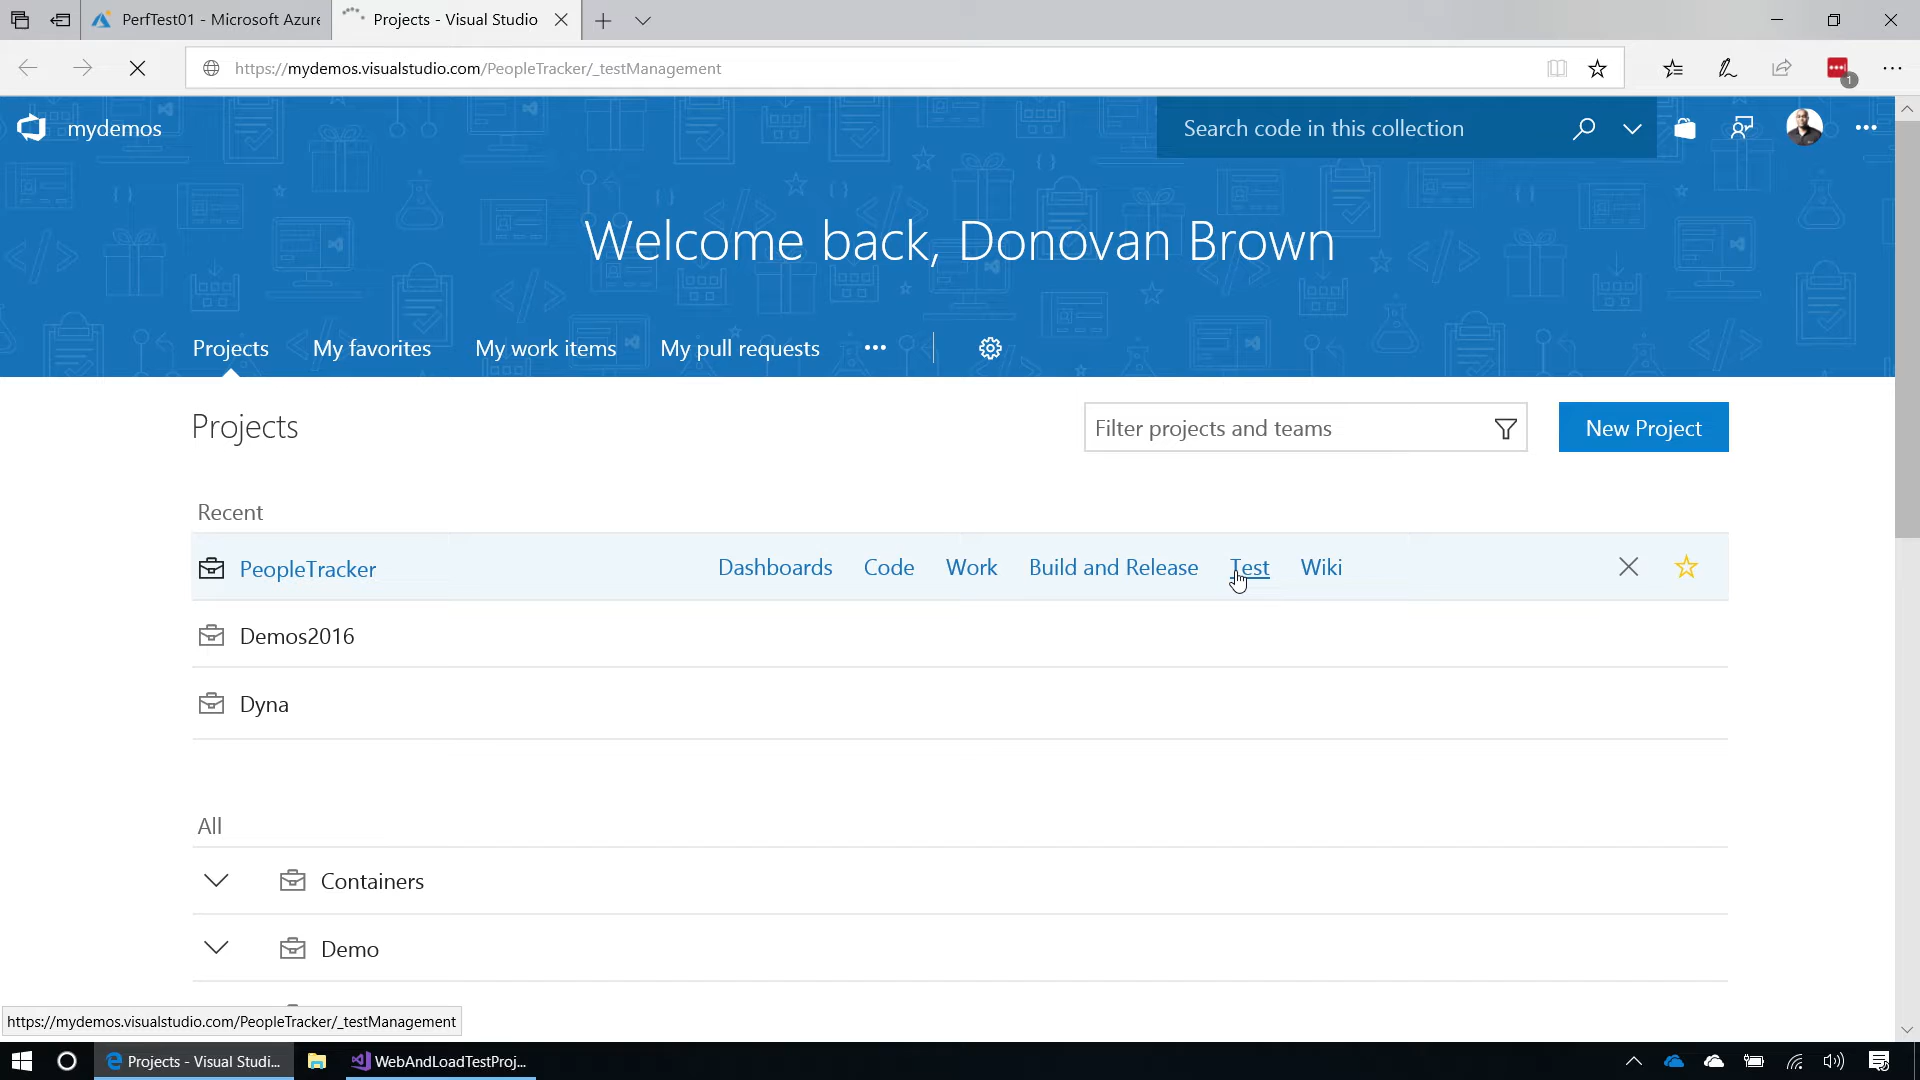 PerfTest01 - Microsoft Azure
Projects - Visual Studio
https://mydemos.visualstudio.com/PeopleTracker/_testManagement
1
mydemos
Search code in this collection
Welcome back, Donovan Brown
Projects
My favorites
My work items
My pull requests
Projects
Filter projects and teams
New Project
Recent
PeopleTracker
Dashboards
Code
Work
Build and Release
Test
Wiki
Demos2016
Dyna
All
Containers
Demo
https://mydemos.visualstudio.com/PeopleTracker/_testManagement
Projects - Visual Studi...
WebAndLoadTestProj...